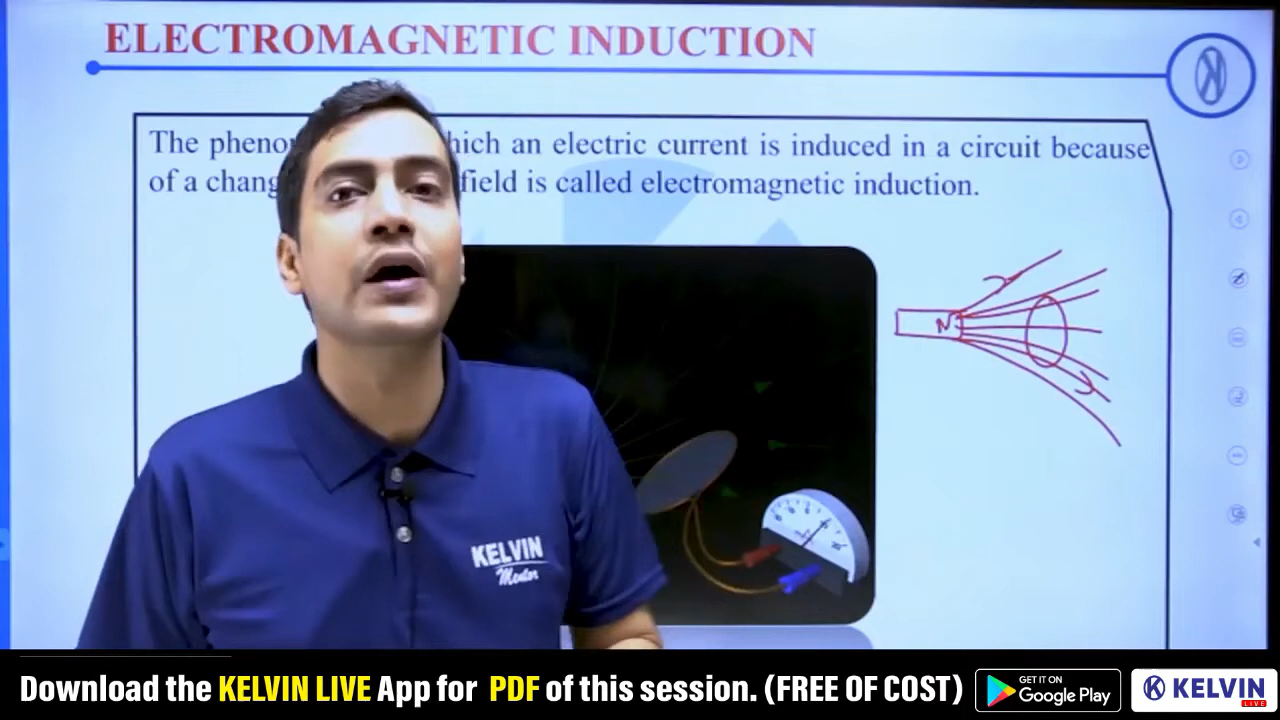 ELECTROMAGNETIC INDUCTION
The hich an electric current is induced in a circuit because
of a chang field is called electromagnetic induction.
N
KELVIN
Mentor
Download the KELVIN LIVE App for PDF of this session. (FREE OF COST)
GET IT ON
Google Play
KELVIN
LIVE